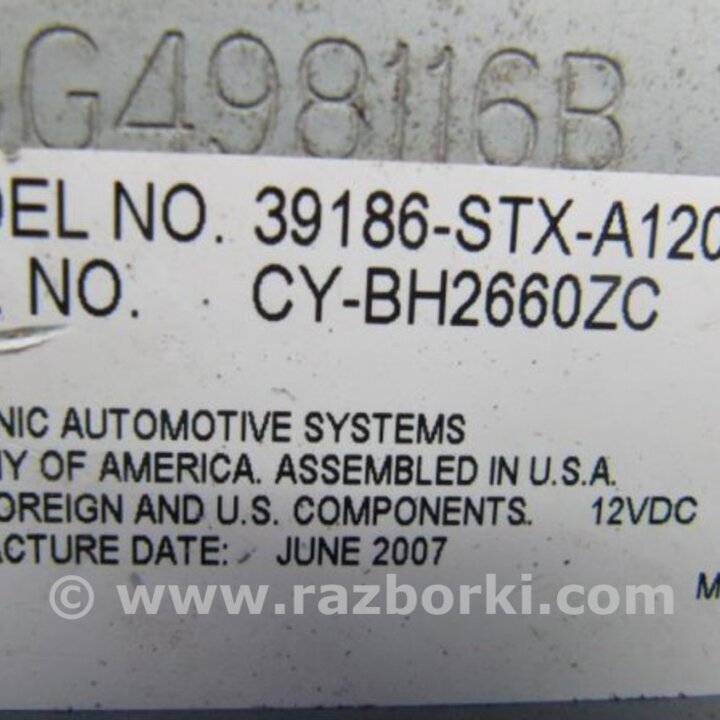 G498116B
DEL NO. 39186-STX-A120
. NO. CY-BH2660ZC
NIC AUTOMOTIVE SYSTEMS
NY OF AMERICA. ASSEMBLED IN U.S.A.
FOREIGN AND U.S. COMPONENTS. 12VDC
ACTURE DATE: JUNE 2007
M
© www.razborki.com